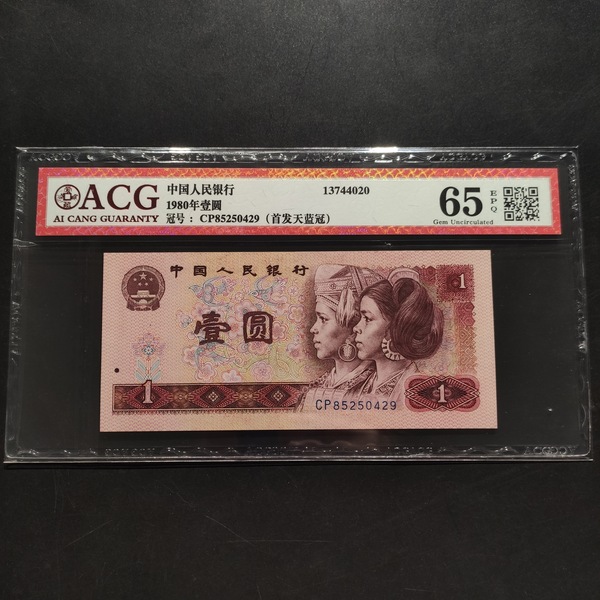 ACG
AI CANG GUARANTY
中国人民银行 13744020
1980年壹圆
冠号： CP85250429（首发天蓝冠）
65 EPQ
Gem Uncirculated
中国人民银行
1
壹圆
1
CP85250429
1